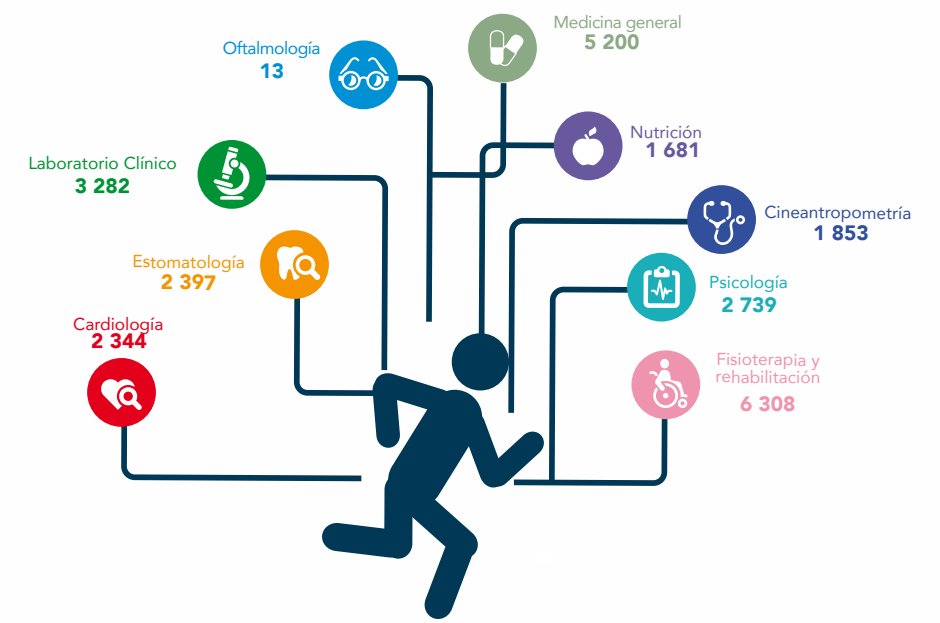 Medicina general
5 200
Oftalmología
13
Nutrición
1 681
Laboratorio Clínico
3 282
Cineantropometría
1 853
Estomatología
2 397
Psicología
2 739
Cardiología
2 344
Fisioterapia y
rehabilitación
6 308